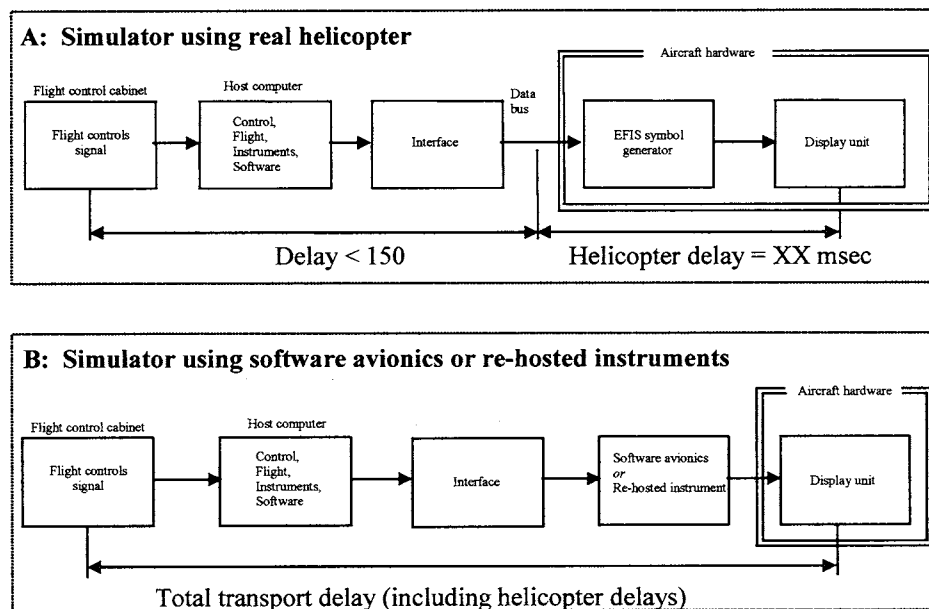 A: Simulator using real helicopter
Aircraft hardware
Flight control cabinet
Host computer
Data
bus
Flight controls
signal
Control,
Flight,
Instruments,
Software
Interface
EFIS symbol
generator
Display unit
Delay < 150
Helicopter delay = XX msec
B: Simulator using software avionics or re-hosted instruments
Aircraft hardware
Flight control cabinet
Host computer
Flight controls
signal
Control,
Flight,
Instruments,
Software
Interface
Software avionics
or
Re-hosted instrument
Display unit
Total transport delay (including helicopter delays)